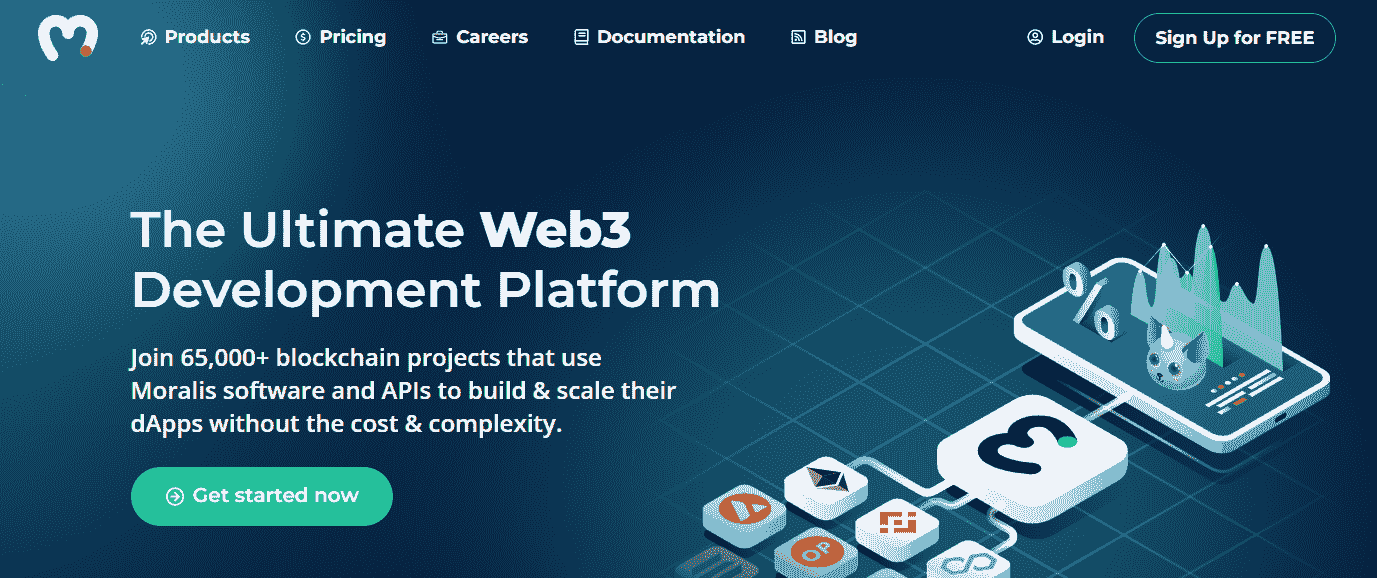 Products
Pricing
Careers
Documentation
Blog
Login
Sign Up for FREE
The Ultimate Web3
Development Platform
Join 65,000+ blockchain projects that use
Moralis software and APIs to build & scale their
dApps without the cost & complexity.
Get started now
%
OP